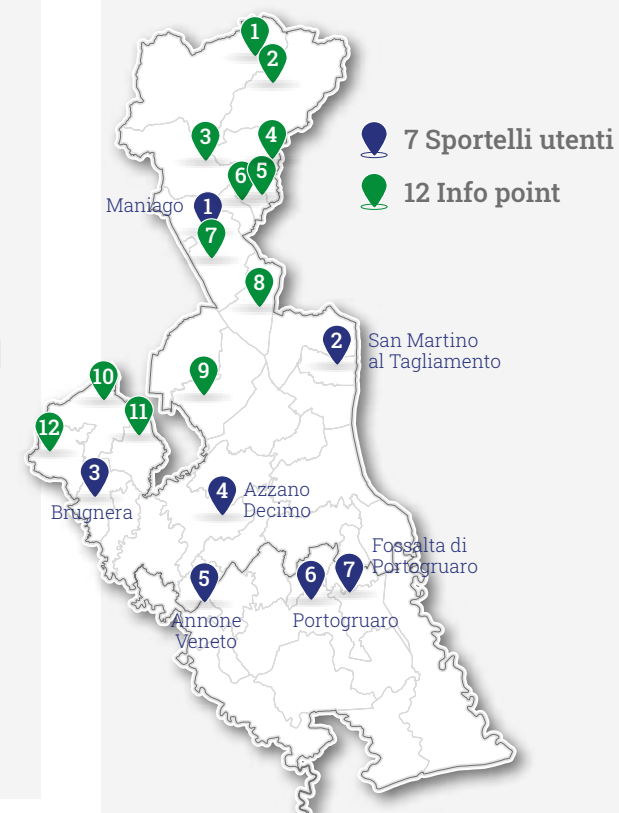 1
2
3
4
7 Sportelli utenti
6
5
12 Info point
Maniago
1
7
8
2
San Martino
al Tagliamento
9
10
11
12
3
Brugnera
4
Azzano
Decimo
5
Annone
Veneto
6
Portogruaro
7
Fossalta di
Portogruaro